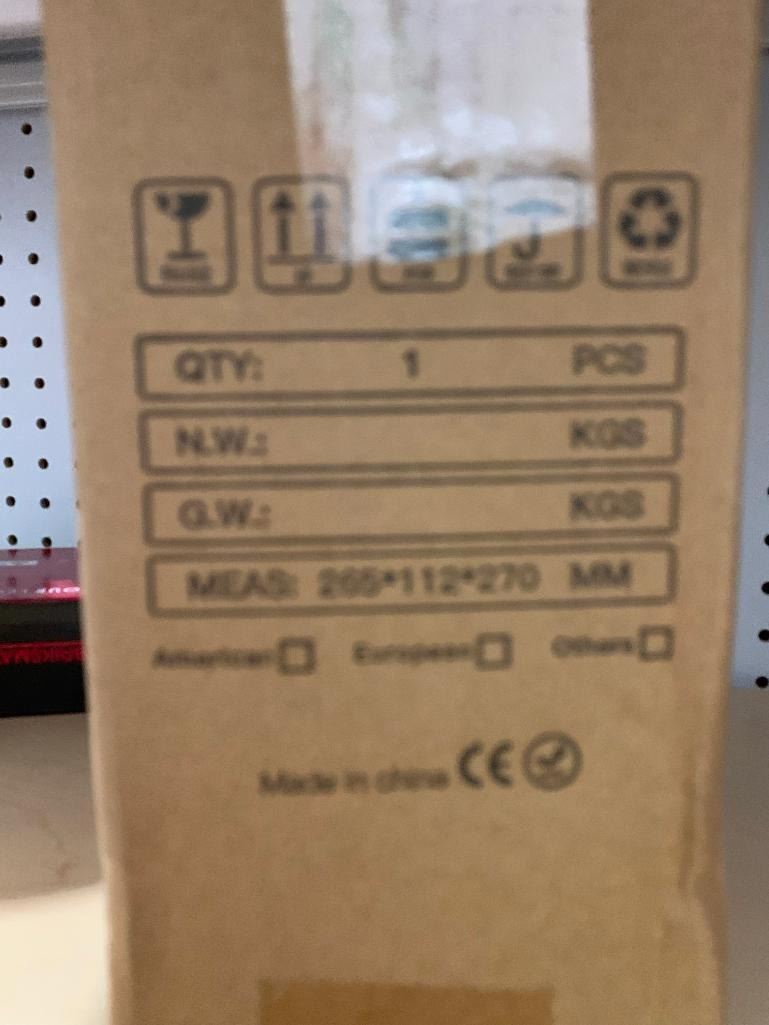 QTY: 1 PCS
N.W.: KGS
G.W.: KGS
MEAS: 265*112*270 MM
American European Others
Made in china CE